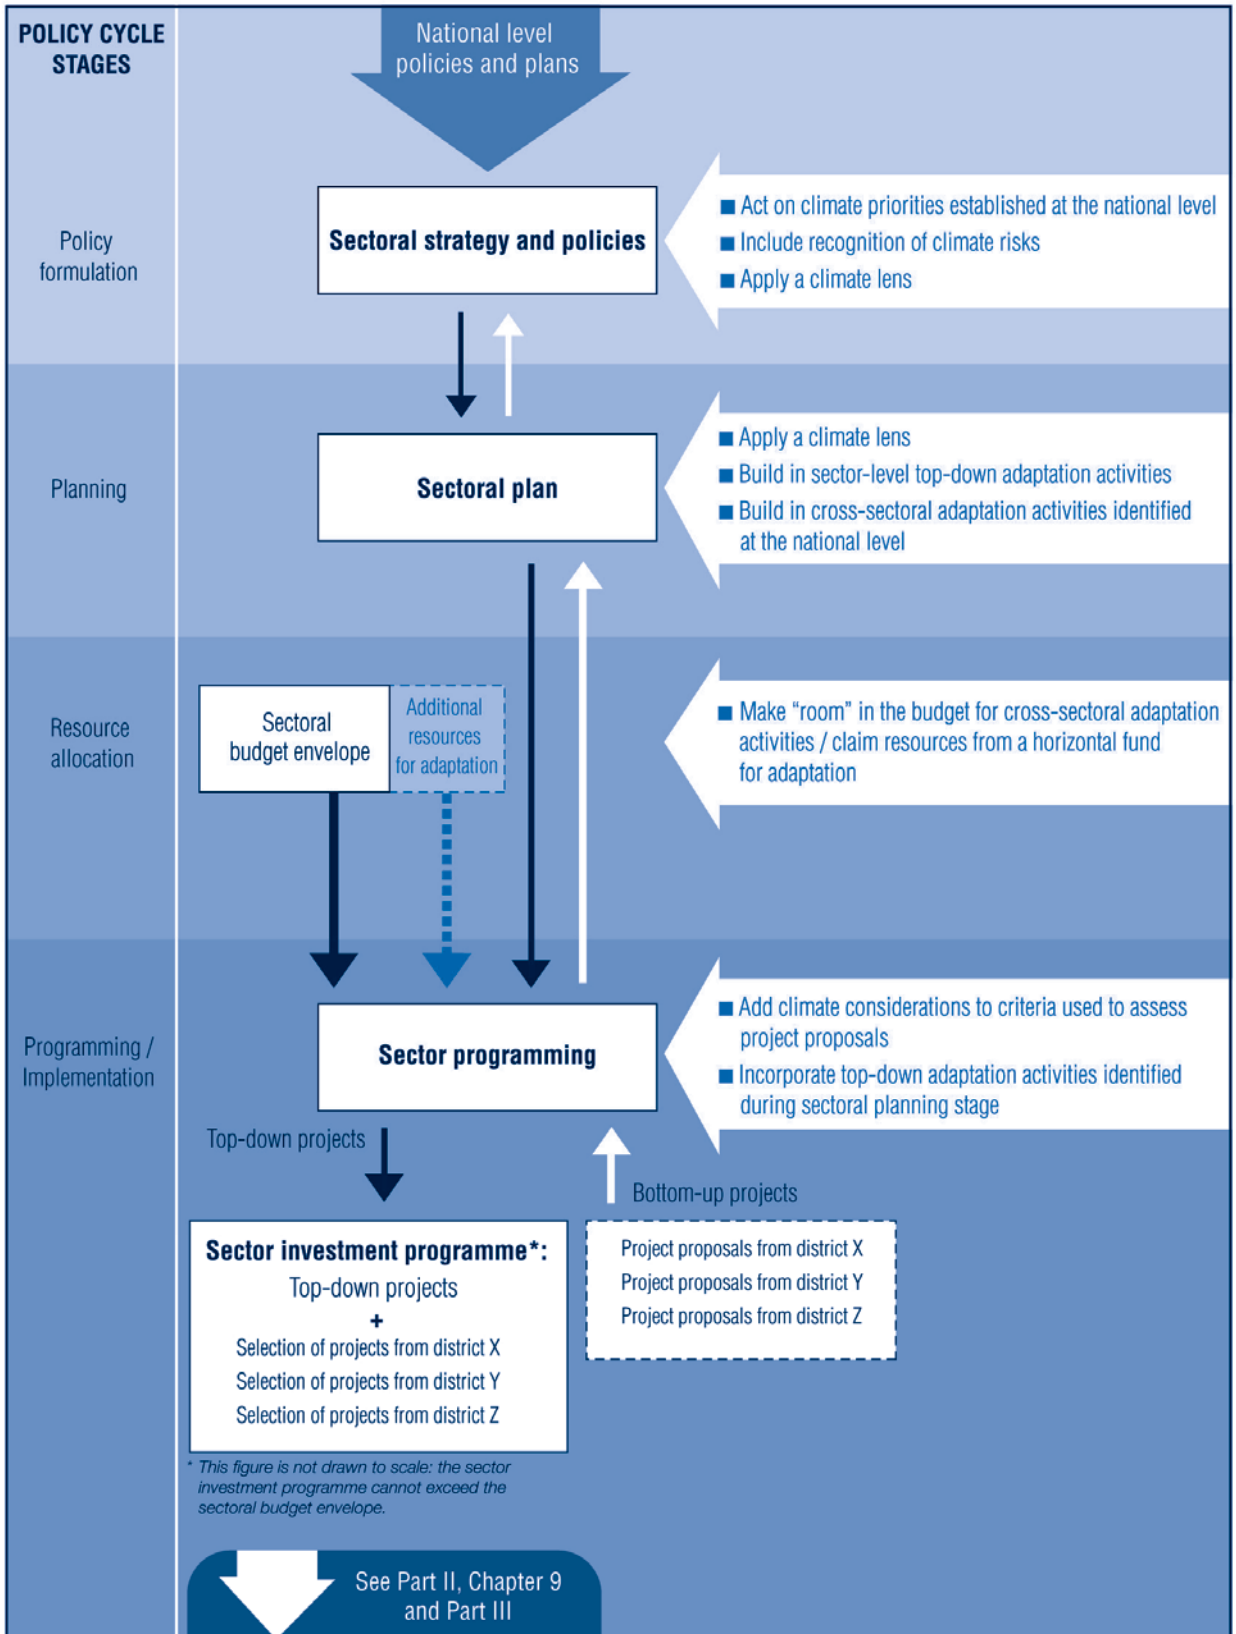 POLICY CYCLE
STAGES
National level
policies and plans
Policy
formulation
Sectoral strategy and policies
■ Act on climate priorities established at the national level
■ Include recognition of climate risks
■ Apply a climate lens
Planning
Sectoral plan
■ Apply a climate lens
■ Build in sector-level top-down adaptation activities
■ Build in cross-sectoral adaptation activities identified
at the national level
Resource
allocation
Sectoral
budget envelope
Additional
resources
for adaptation
■ Make “room” in the budget for cross-sectoral adaptation
activities / claim resources from a horizontal fund
for adaptation
Programming /
Implementation
Sector programming
■ Add climate considerations to criteria used to assess
project proposals
■ Incorporate top-down adaptation activities identified
during sectoral planning stage
Top-down projects
Bottom-up projects
Sector investment programme*:
Top-down projects
+
Selection of projects from district X
Selection of projects from district Y
Selection of projects from district Z
Project proposals from district X
Project proposals from district Y
Project proposals from district Z
* This figure is not drawn to scale: the sector
investment programme cannot exceed the
sectoral budget envelope.
See Part II, Chapter 9
and Part III